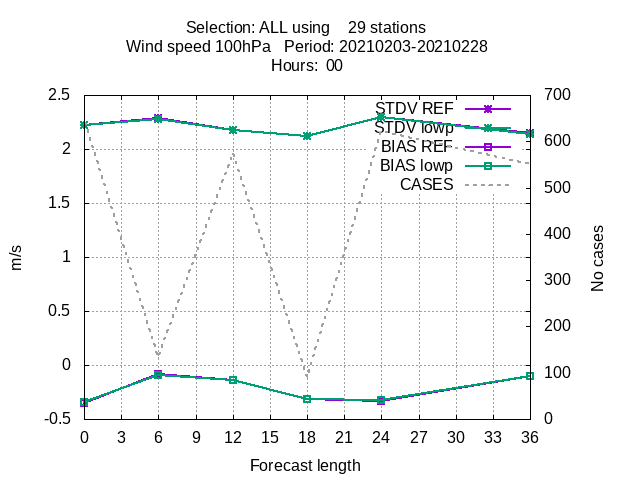 Selection: ALL using    29 stations
Wind speed 100hPa   Period: 20210203-20210228
Hours:  00
2.5
2
1.5
1
0.5
0
-0.5
700
600
500
400
300
200
100
0
STDV REF
STDV lowp
BIAS REF
BIAS lowp
CASES
m/s
No cases
0 3 6 9 12 15 18 21 24 27 30 33 36
Forecast length